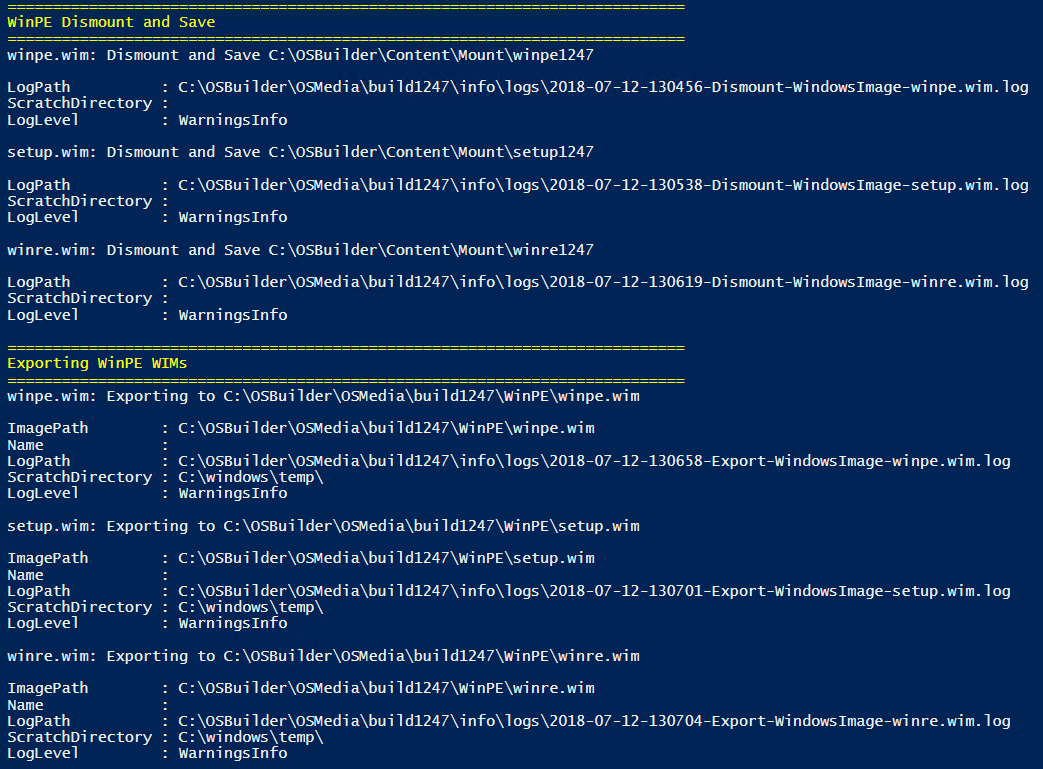 ===========================================================================
WinPE Dismount and Save
===========================================================================
winpe.wim: Dismount and Save C:\OSBuilder\Content\Mount\winpe1247
LogPath          : C:\OSBuilder\OSMedia\build1247\info\logs\2018-07-12-130456-Dismount-WindowsImage-winpe.wim.log
ScratchDirectory :
LogLevel         : WarningsInfo
setup.wim: Dismount and Save C:\OSBuilder\Content\Mount\setup1247
LogPath          : C:\OSBuilder\OSMedia\build1247\info\logs\2018-07-12-130538-Dismount-WindowsImage-setup.wim.log
ScratchDirectory :
LogLevel         : WarningsInfo
winre.wim: Dismount and Save C:\OSBuilder\Content\Mount\winre1247
LogPath          : C:\OSBuilder\OSMedia\build1247\info\logs\2018-07-12-130619-Dismount-WindowsImage-winre.wim.log
ScratchDirectory :
LogLevel         : WarningsInfo
===========================================================================
Exporting WinPE WIMs
===========================================================================
winpe.wim: Exporting to C:\OSBuilder\OSMedia\build1247\WinPE\winpe.wim
ImagePath        : C:\OSBuilder\OSMedia\build1247\WinPE\winpe.wim
Name             :
LogPath          : C:\OSBuilder\OSMedia\build1247\info\logs\2018-07-12-130658-Export-WindowsImage-winpe.wim.log
ScratchDirectory : C:\windows\temp\
LogLevel         : WarningsInfo
setup.wim: Exporting to C:\OSBuilder\OSMedia\build1247\WinPE\setup.wim
ImagePath        : C:\OSBuilder\OSMedia\build1247\WinPE\setup.wim
Name             :
LogPath          : C:\OSBuilder\OSMedia\build1247\info\logs\2018-07-12-130701-Export-WindowsImage-setup.wim.log
ScratchDirectory : C:\windows\temp\
LogLevel         : WarningsInfo
winre.wim: Exporting to C:\OSBuilder\OSMedia\build1247\WinPE\winre.wim
ImagePath        : C:\OSBuilder\OSMedia\build1247\WinPE\winre.wim
Name             :
LogPath          : C:\OSBuilder\OSMedia\build1247\info\logs\2018-07-12-130704-Export-WindowsImage-winre.wim.log
ScratchDirectory : C:\windows\temp\
LogLevel         : WarningsInfo